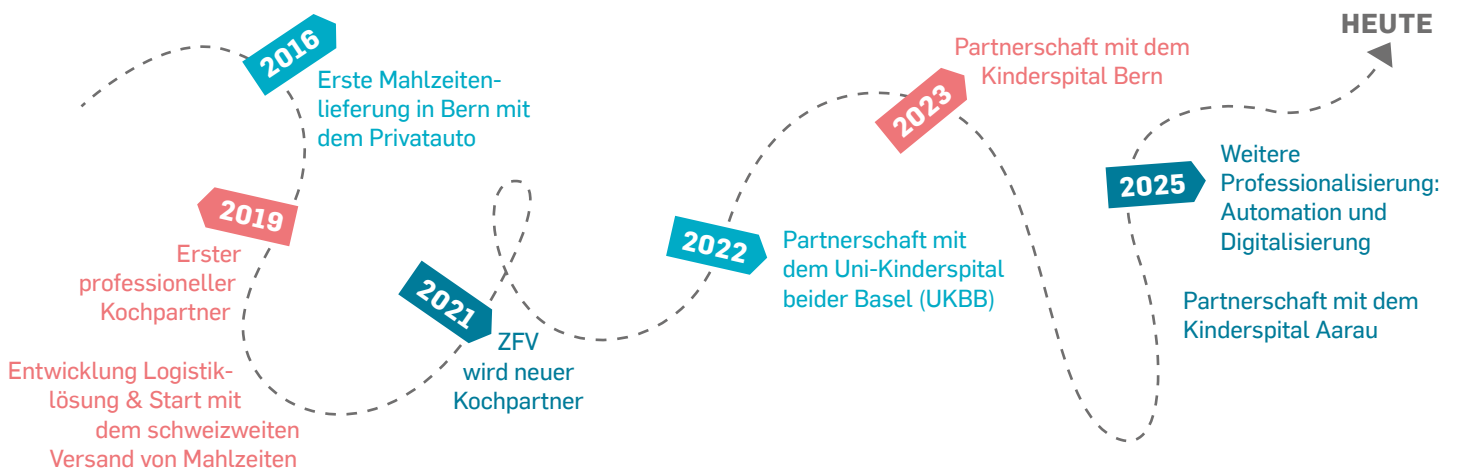 2016
Erste Mahlzeiten-
lieferung in Bern mit
dem Privatauto
2019
Erster
professioneller
Kochpartner
Entwicklung Logistik-
lösung & Start mit
dem schweizweiten
Versand von Mahlzeiten
2021
ZFV
wird neuer
Kochpartner
2022
Partnerschaft mit
dem Uni-Kinderspital
beider Basel (UKBB)
2023
Partnerschaft mit dem
Kinderspital Bern
2025
Weitere
Professionalisierung:
Automation und
Digitalisierung
Partnerschaft mit dem
Kinderspital Aarau
HEUTE